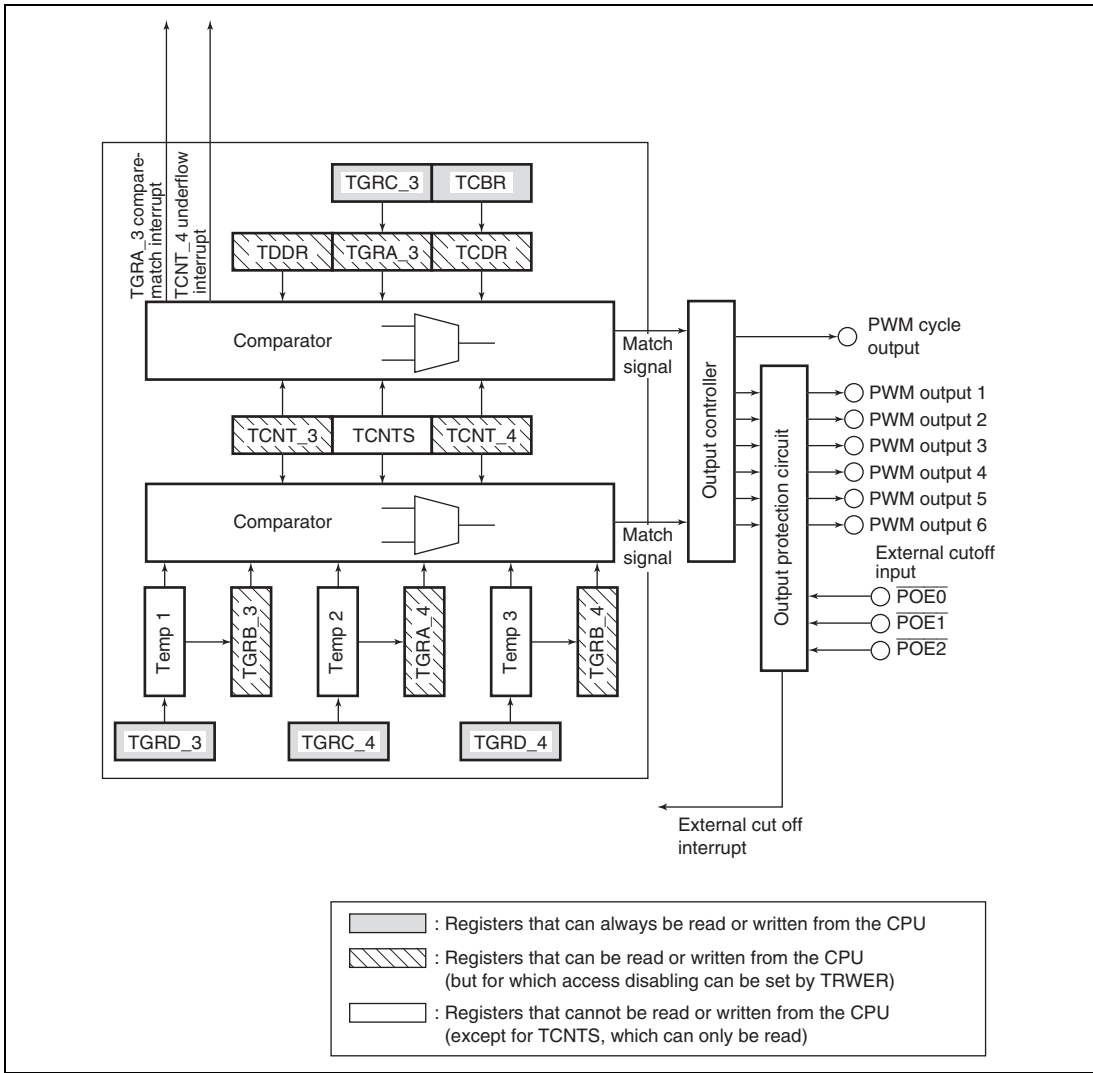 TGRA_3 compare-
match interrupt
TCNT_4 underflow
interrupt
TGRC_3
TCBR
TDDR
TGRA_3
TCDR
Comparator
Match
signal
TCNT_3
TCNTS
TCNT_4
Comparator
Match
signal
Temp 1
TGRB_3
Temp 2
TGRA_4
Temp 3
TGRB_4
TGRD_3
TGRC_4
TGRD_4
Output controller
Output protection circuit
PWM cycle
output
PWM output 1
PWM output 2
PWM output 3
PWM output 4
PWM output 5
PWM output 6
External cutoff
input
POE0
POE1
POE2
External cut off
interrupt
: Registers that can always be read or written from the CPU
: Registers that can be read or written from the CPU
(but for which access disabling can be set by TRWER)
: Registers that cannot be read or written from the CPU
(except for TCNTS, which can only be read)